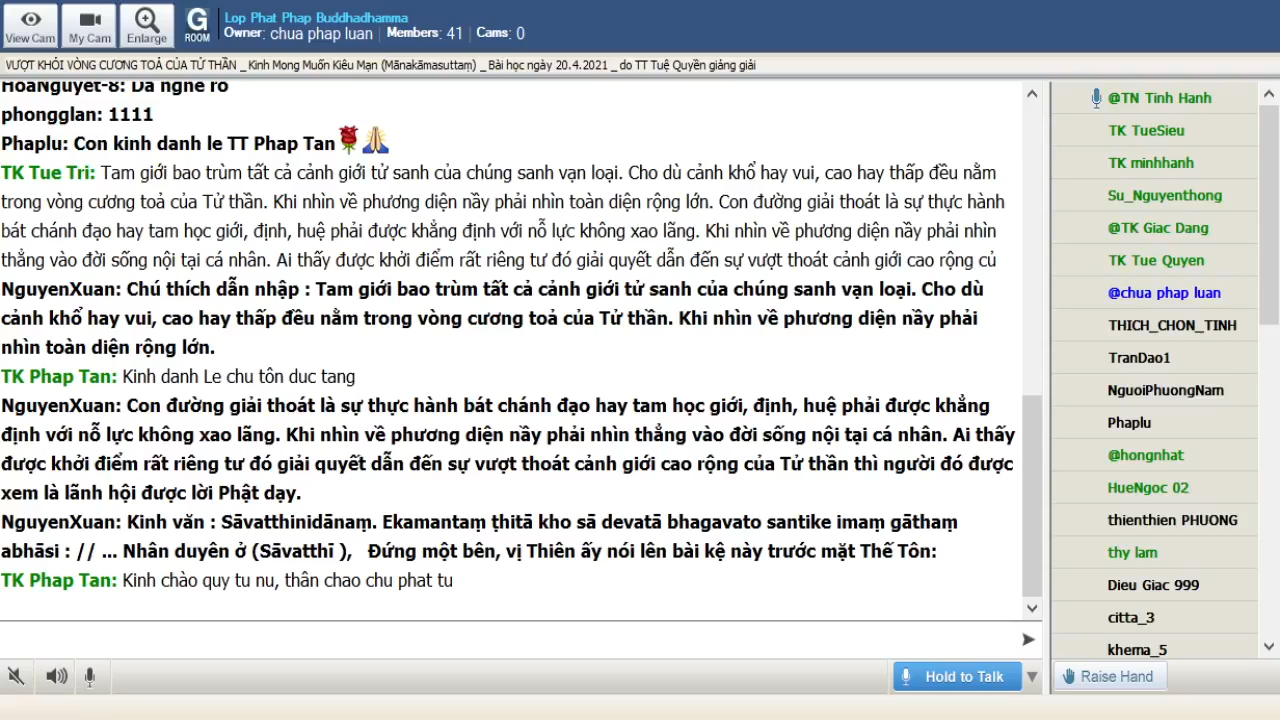 View Cam
My Cam
Enlarge
G
ROOM
Lop Phat Phap Buddhadhamma
Owner: chua phap luan | Members: 41 | Cams: 0
VƯỢT KHỎI VÒNG CƯƠNG TOẢ CỦA TỬ THẦN _ Kinh Mong Muốn Kiêu Mạn (Mānakāmasuttaṃ) _ Bài học ngày 20.4.2021 _ do TT Tuệ Quyền giảng giải
HoaNguyet-8: Da nghe ro
phongglan: 1111
Phaplu: Con kinh danh le TT Phap Tan
TK Tue Tri: Tam giới bao trùm tất cả cảnh giới tử sanh của chúng sanh vạn loại. Cho dù cảnh khổ hay vui, cao hay thấp đều nằm
trong vòng cương toả của Tử thần. Khi nhìn về phương diện nầy phải nhìn toàn diện rộng lớn. Con đường giải thoát là sự thực hành
bát chánh đạo hay tam học giới, định, huệ phải được khẳng định với nỗ lực không xao lãng. Khi nhìn về phương diện nầy phải nhìn
thẳng vào đời sống nội tại cá nhân. Ai thấy được khởi điểm rất riêng tư đó giải quyết dẫn đến sự vượt thoát cảnh giới cao rộng củ
NguyenXuan: Chú thích dẫn nhập : Tam giới bao trùm tất cả cảnh giới tử sanh của chúng sanh vạn loại. Cho dù
cảnh khổ hay vui, cao hay thấp đều nằm trong vòng cương toả của Tử thần. Khi nhìn về phương diện nầy phải
nhìn toàn diện rộng lớn.
TK Phap Tan: Kinh danh Le chu tôn duc tang
NguyenXuan: Con đường giải thoát là sự thực hành bát chánh đạo hay tam học giới, định, huệ phải được khẳng
định với nỗ lực không xao lãng. Khi nhìn về phương diện nầy phải nhìn thẳng vào đời sống nội tại cá nhân. Ai thấy
được khởi điểm rất riêng tư đó giải quyết dẫn đến sự vượt thoát cảnh giới cao rộng của Tử thần thì người đó được
xem là lãnh hội được lời Phật dạy.
NguyenXuan: Kinh văn : Sāvatthinidānaṃ. Ekamantaṃ ṭhitā kho sā devatā bhagavato santike imaṃ gāthaṃ
abhāsi : // ... Nhân duyên ở (Sāvatthī ), Đứng một bên, vị Thiên ấy nói lên bài kệ này trước mặt Thế Tôn:
TK Phap Tan: Kinh chào quy tu nu, thân chao chu phat tu
Hold to Talk
@TN Tinh Hanh
TK TueSieu
TK minhhanh
Su_Nguyenthong
@TK Giac Dang
TK Tue Quyen
@chua phap luan
THICH_CHON_TINH
TranDao1
NguoiPhuongNam
Phaplu
@hongnhat
HueNgoc 02
thienthien PHUONG
thy lam
Dieu Giac 999
citta_3
khema_5
Raise Hand